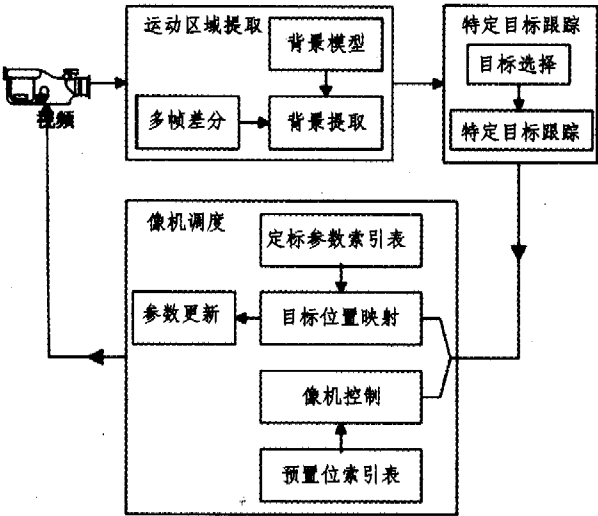 视频
运动区域提取
背景模型
多帧差分
背景提取
特定目标跟踪
目标选择
特定目标跟踪
像机调度
定标参数索引表
参数更新
目标位置映射
像机控制
预置位索引表